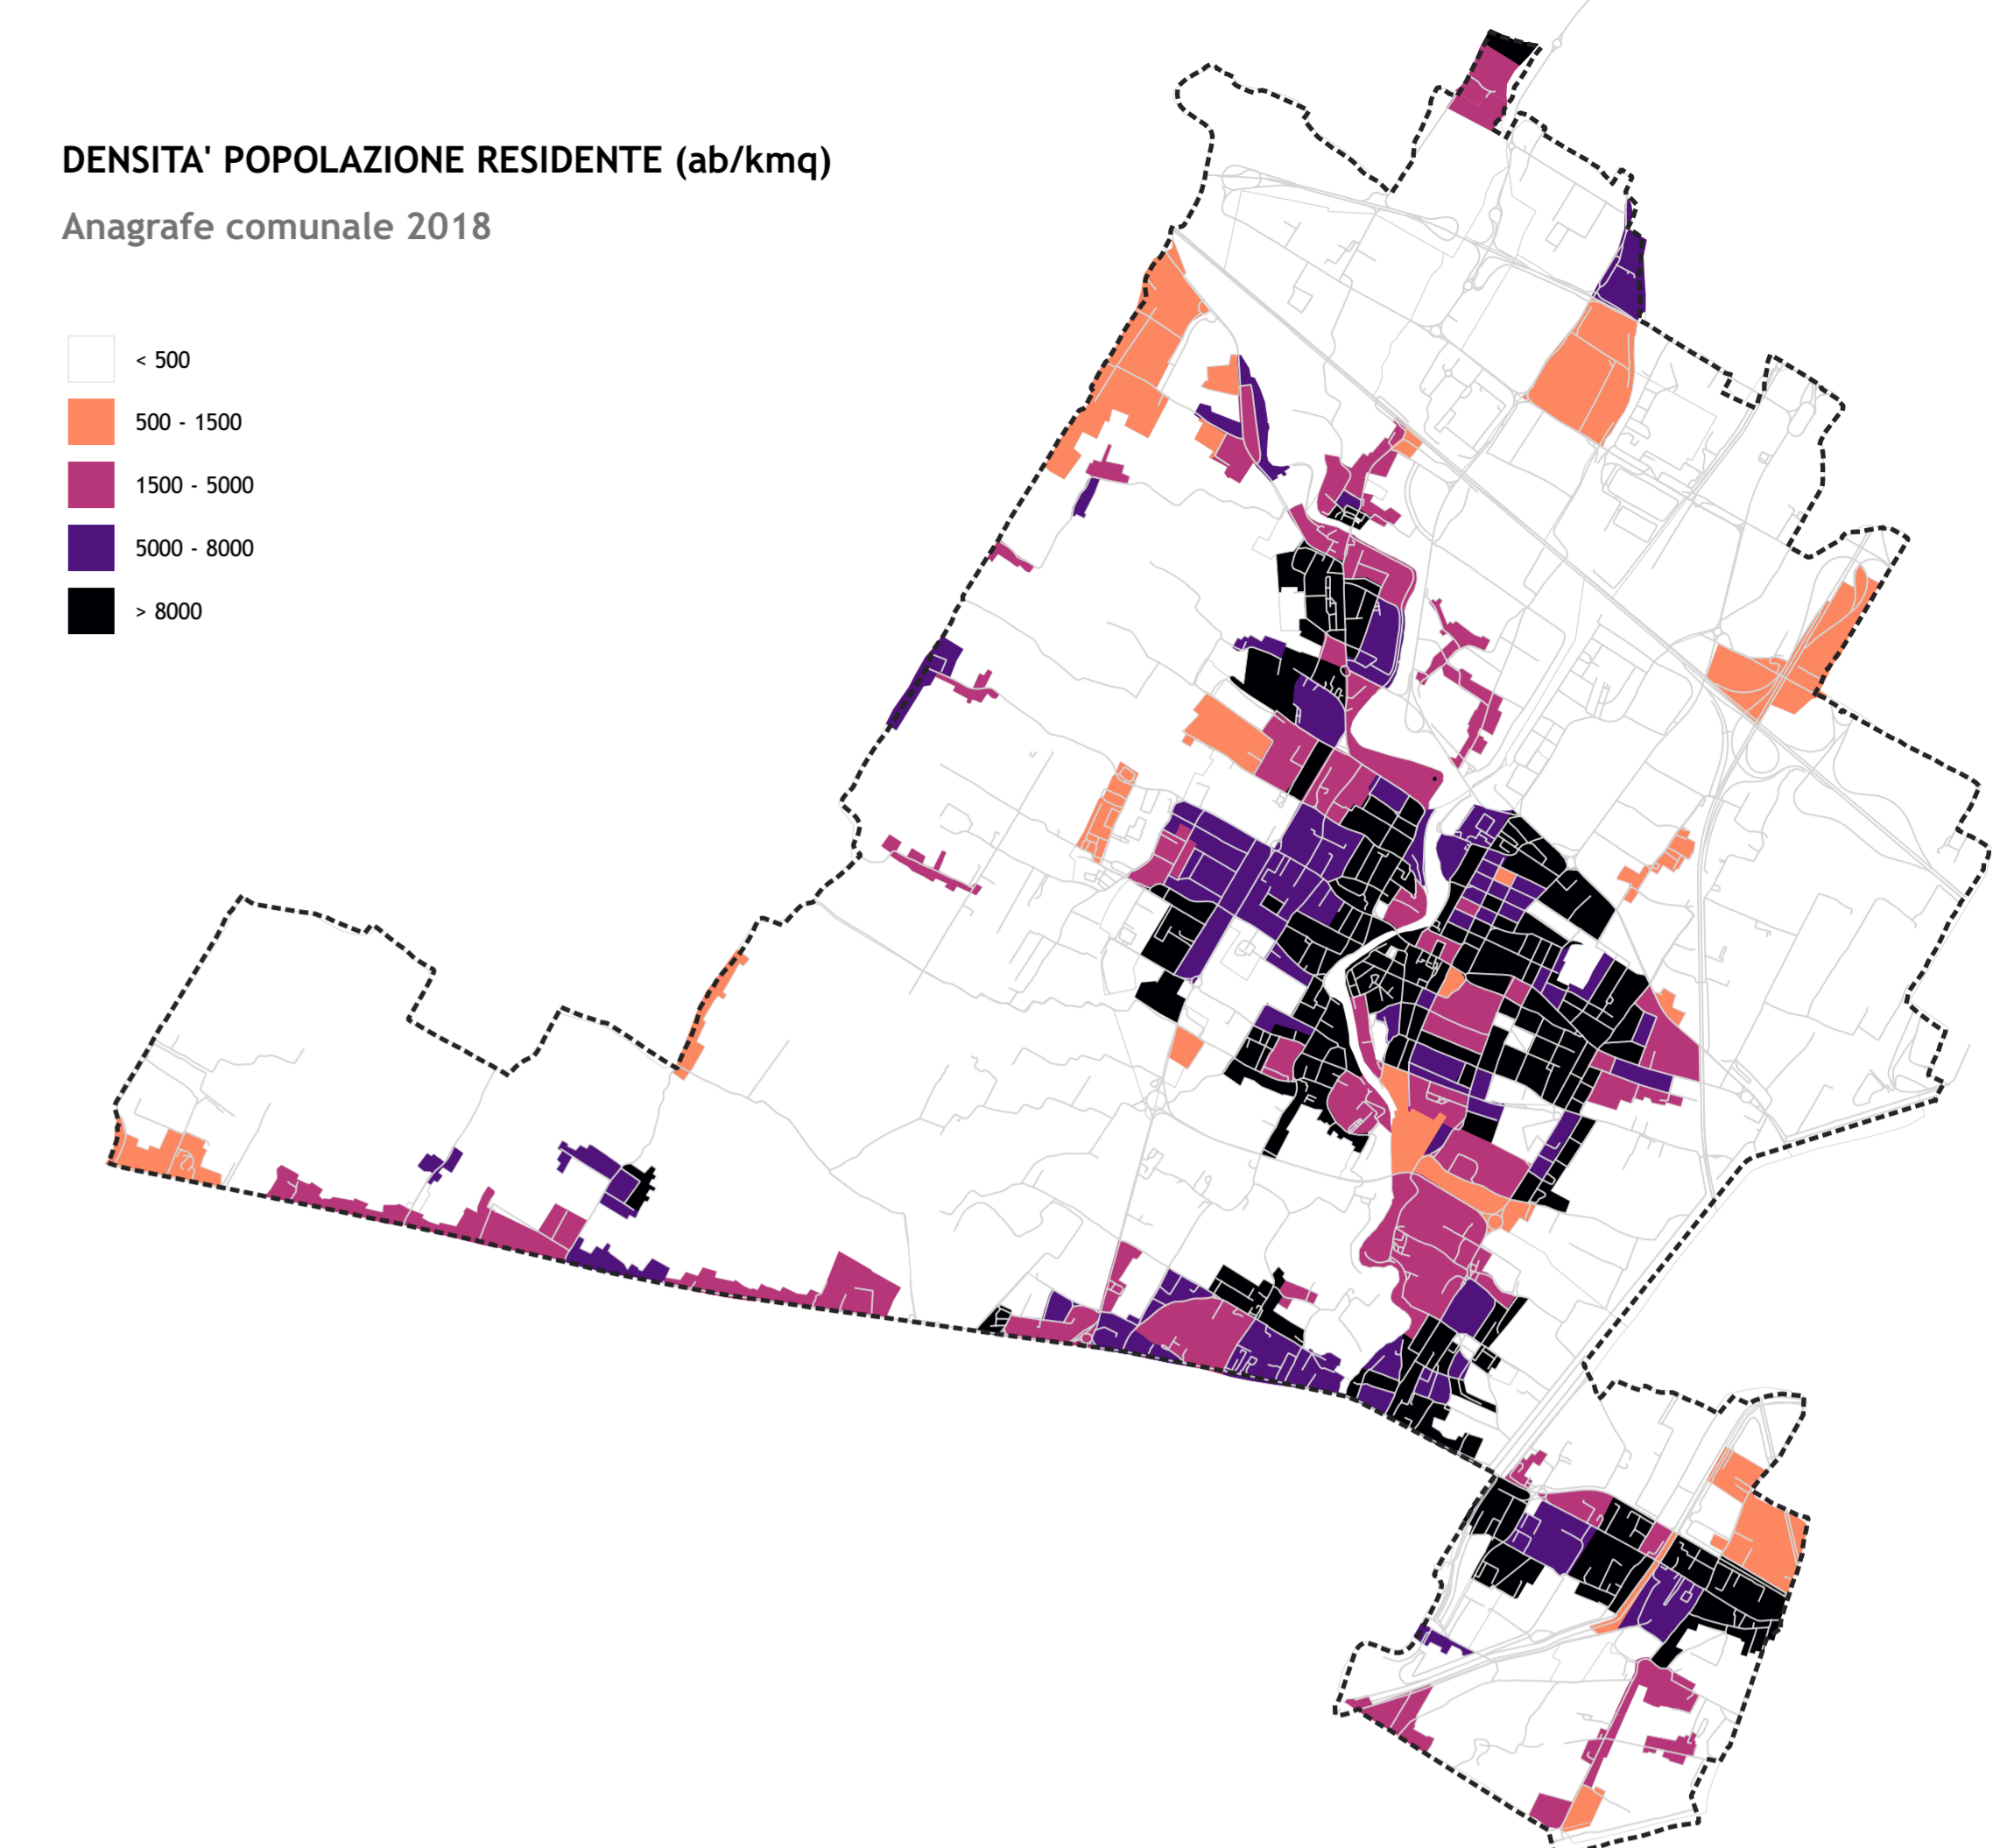 DENSITA' POPOLAZIONE RESIDENTE (ab/kmq)
Anagrafe comunale 2018
< 500
500 - 1500
1500 - 5000
5000 - 8000
> 8000